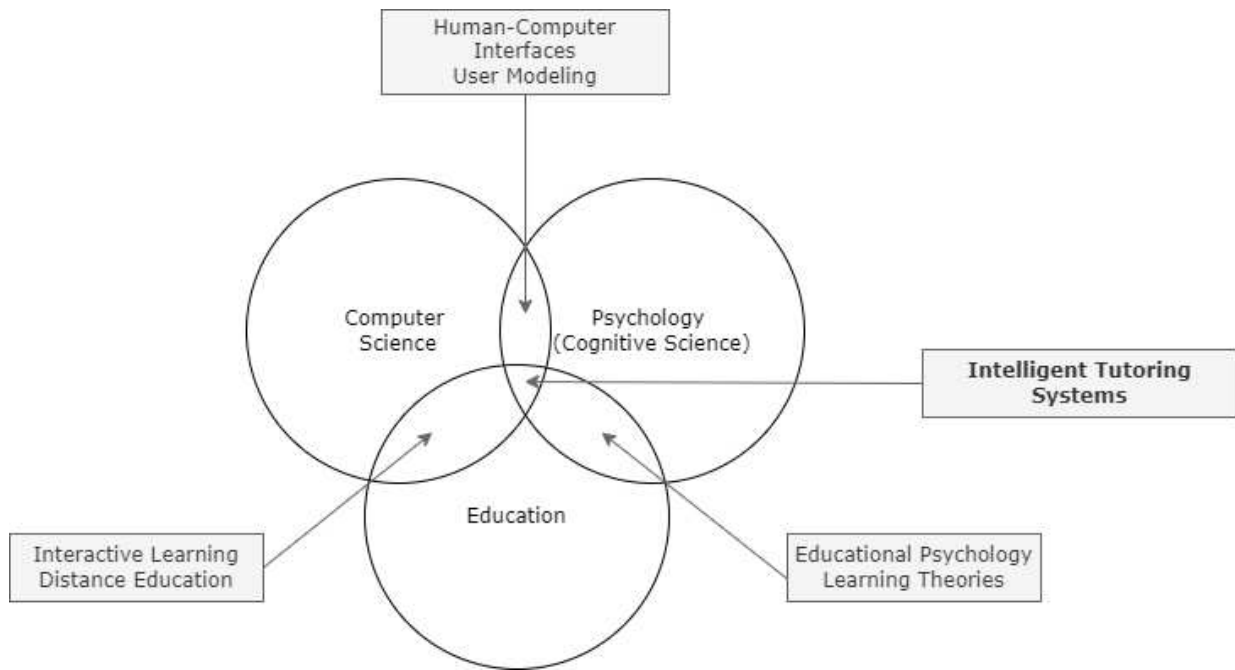 Human-Computer
Interfaces
User Modeling
Computer
Science
Psychology
(Cognitive Science)
Intelligent Tutoring
Systems
Education
Interactive Learning
Distance Education
Educational Psychology
Learning Theories